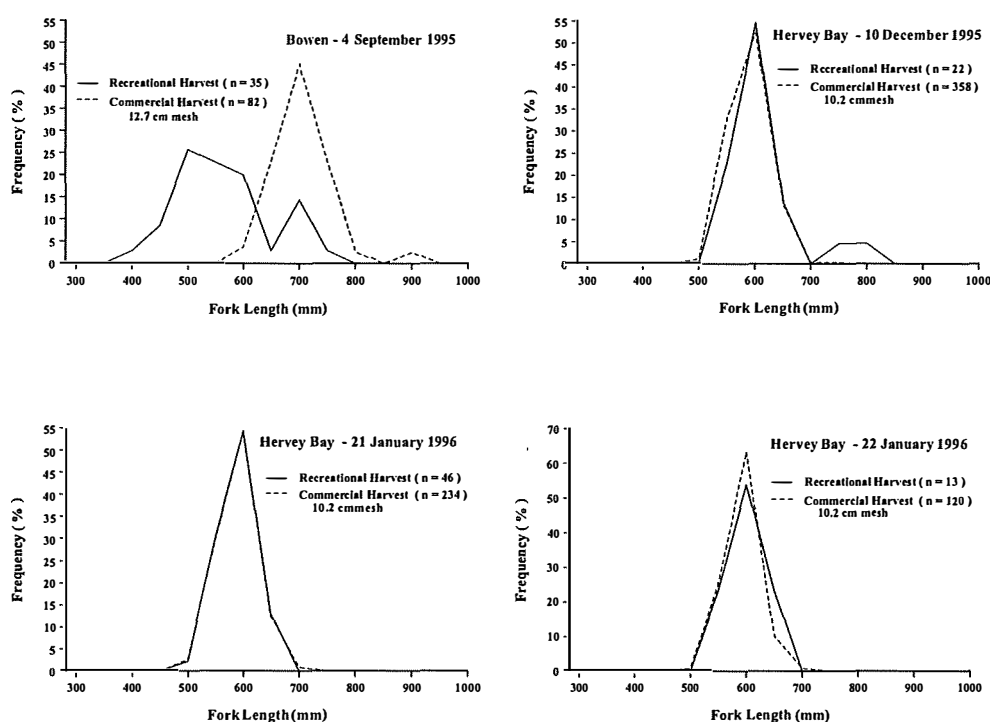 Bowen - 4 September 1995
Recreational Harvest ( n = 35 )
Commercial Harvest ( n = 82)
12.7 cm mesh
Frequency ( % )
55
50
45
40
35
30
25
20
15
10
5
0
300 400 500 600 700 800 900 1000
Fork Length (mm)
Hervey Bay - 10 December 1995
Recreational Harvest ( n = 22 )
Commercial Harvest ( n = 358 )
10.2 cmmesh
Frequency ( % )
55
50
45
40
35
30
25
20
15
10
5
300 400 500 600 700 800 900 1000
Fork Length (mm)
Hervey Bay - 21 January 1996
Recreational Harvest ( n = 46 )
Commercial Harvest ( n = 234 )
10.2 cmmesh
Frequency ( % )
55
50
45
40
35
30
25
20
15
10
5
0
300 400 500 600 700 800 900 1000
Fork Length (mm)
Hervey Bay - 22 January 1996
Recreational Harvest ( n = 13 )
Commercial Harvest ( n = 120 )
10.2 cm mesh
Frequency ( % )
70
60
50
40
30
20
10
0
300 400 500 600 700 800 900 1000
Fork Length (mm)